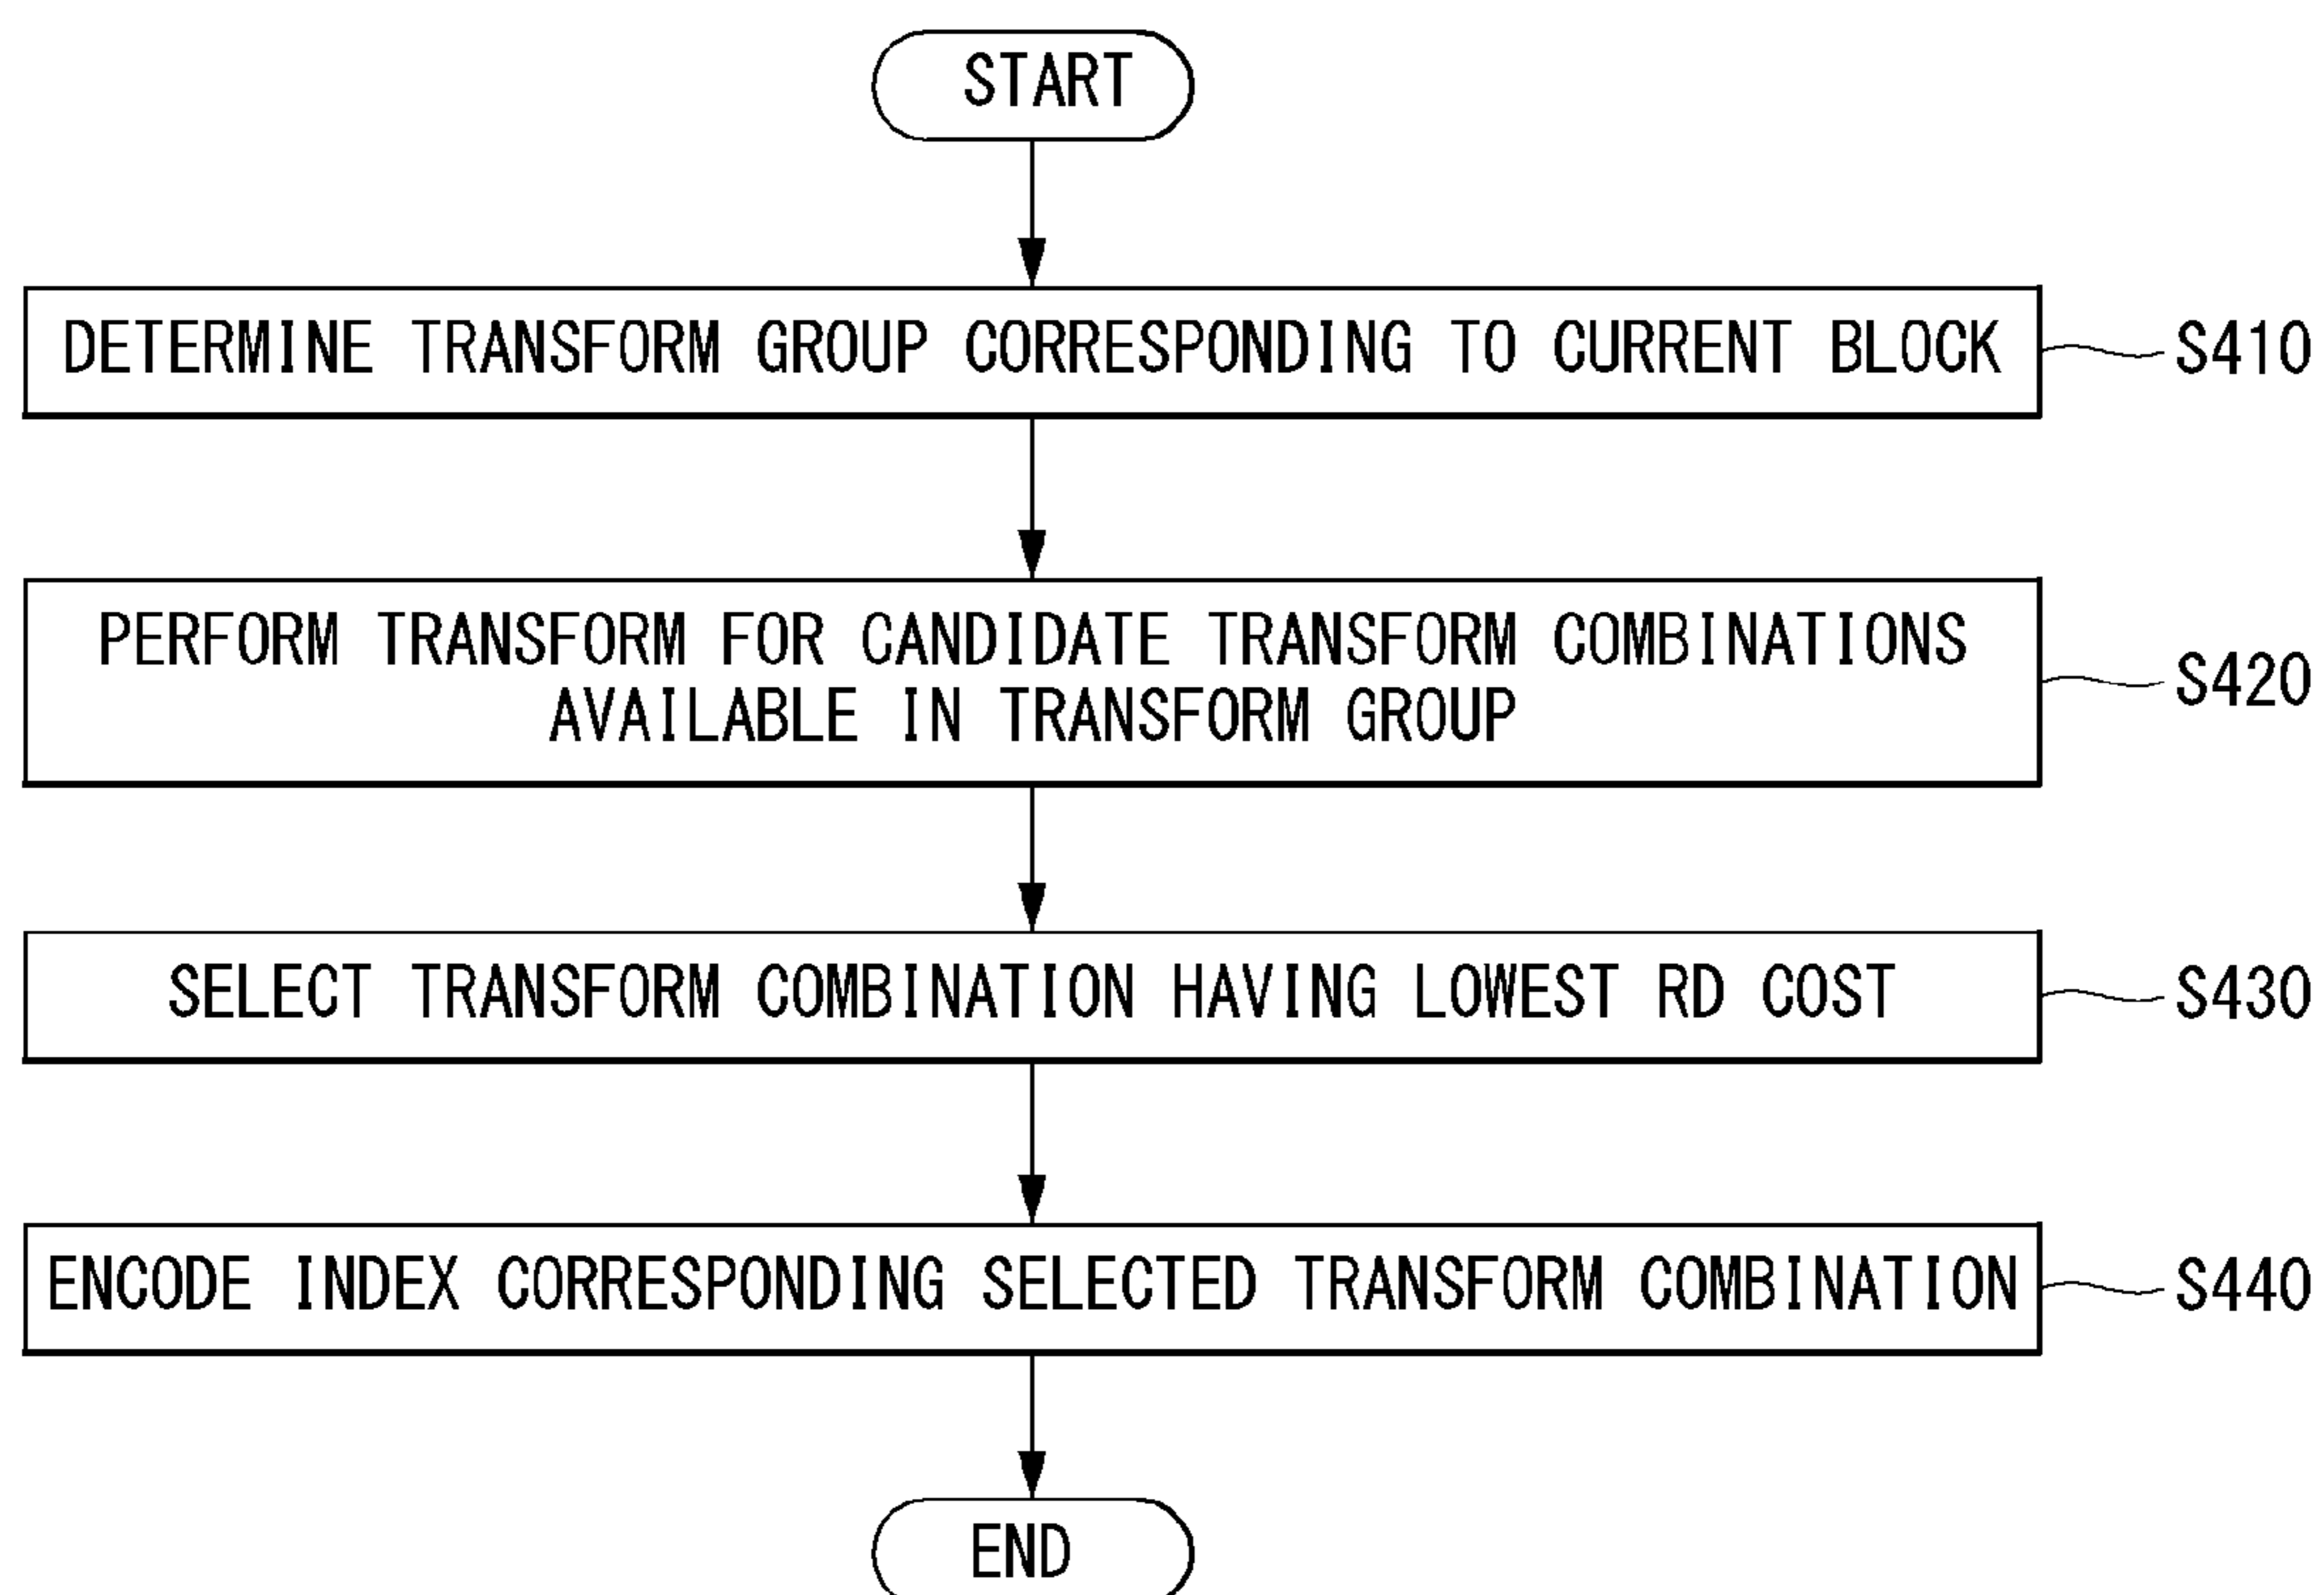 START
DETERMINE TRANSFORM GROUP CORRESPONDING TO CURRENT BLOCK
S410
PERFORM TRANSFORM FOR CANDIDATE TRANSFORM COMBINATIONS
AVAILABLE IN TRANSFORM GROUP
S420
SELECT TRANSFORM COMBINATION HAVING LOWEST RD COST
S430
ENCODE INDEX CORRESPONDING SELECTED TRANSFORM COMBINATION
S440
END